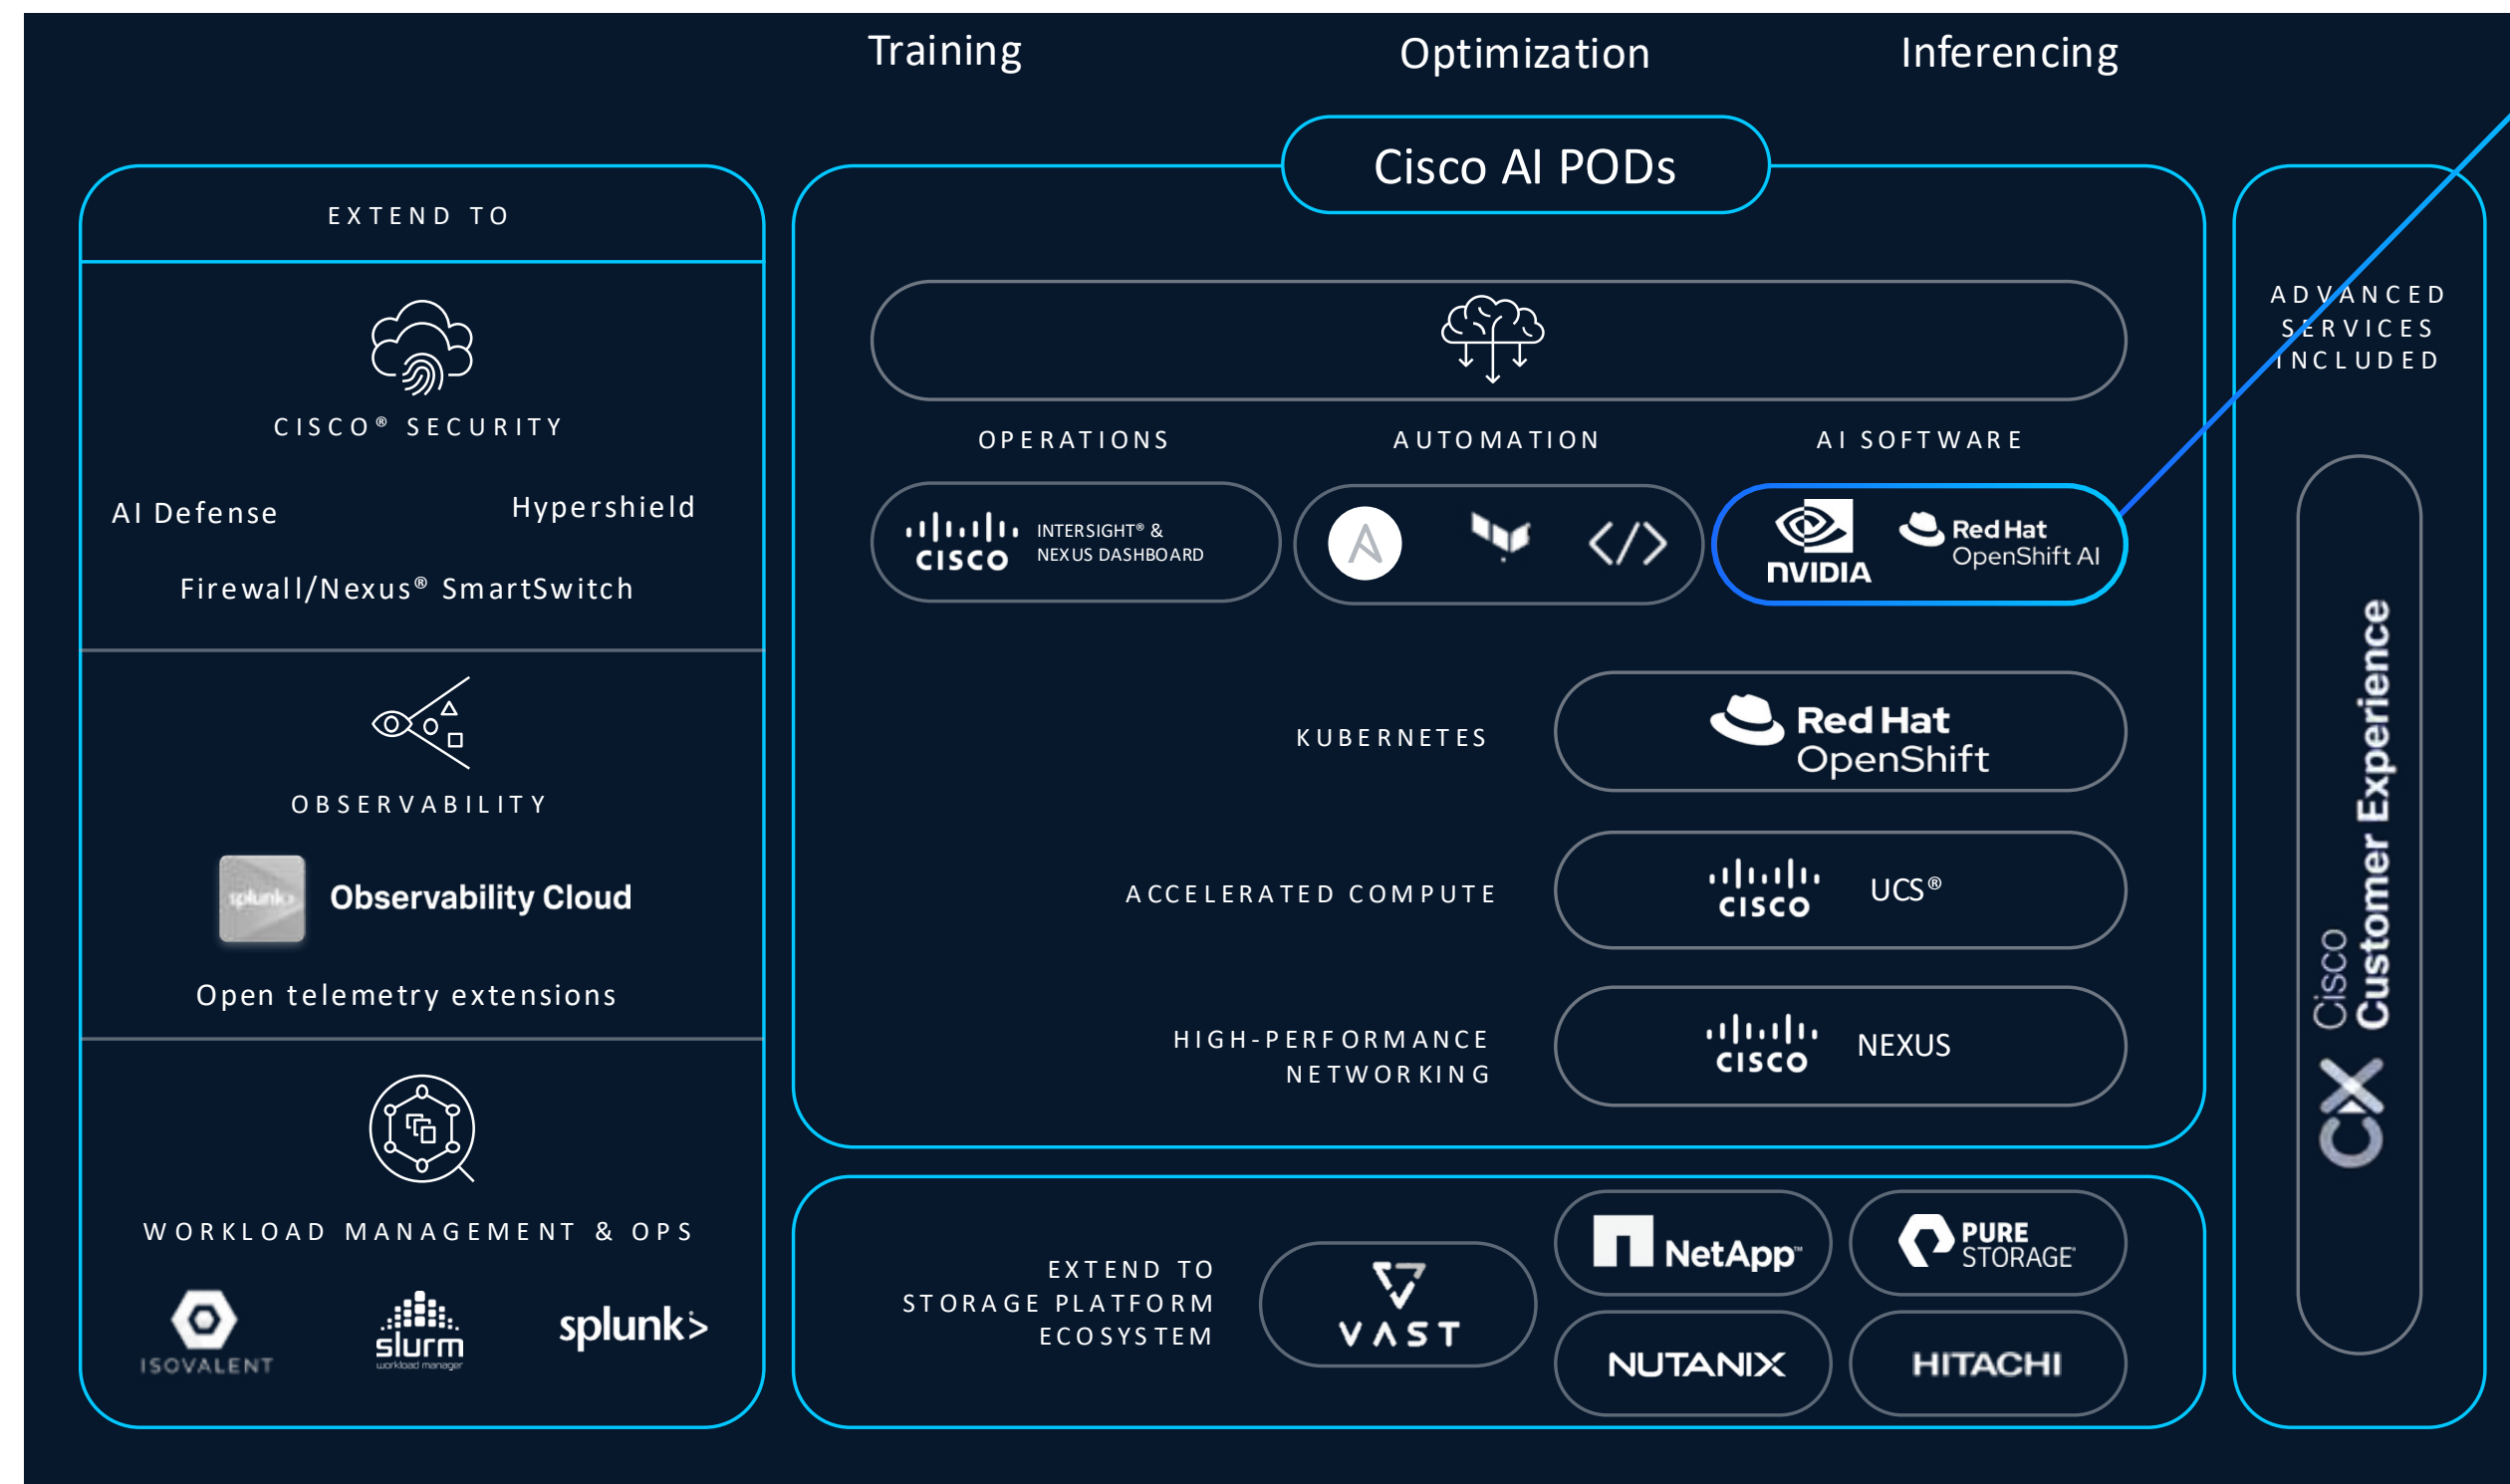 Training
Optimization
Inferencing
Cisco AI PODs
EXTEND TO
CISCO® SECURITY
AI Defense
Hypershield
Firewall/Nexus® SmartSwitch
OBSERVABILITY
splunk>
Observability Cloud
Open telemetry extensions
WORKLOAD MANAGEMENT & OPS
ISOVALENT
slurm
workload manager
splunk>
OPERATIONS
AUTOMATION
AI SOFTWARE
CISCO
INTERSIGHT® &
NEXUS DASHBOARD
</>
NVIDIA
Red Hat
OpenShift AI
KUBERNETES
Red Hat
OpenShift
ACCELERATED COMPUTE
CISCO
UCS®
HIGH-PERFORMANCE
NETWORKING
CISCO
NEXUS
EXTEND TO
STORAGE PLATFORM
ECOSYSTEM
VAST
NetApp™
PURE
STORAGE®
NUTANIX
HITACHI
ADVANCED
SERVICES
INCLUDED
CX
Cisco
Customer Experience